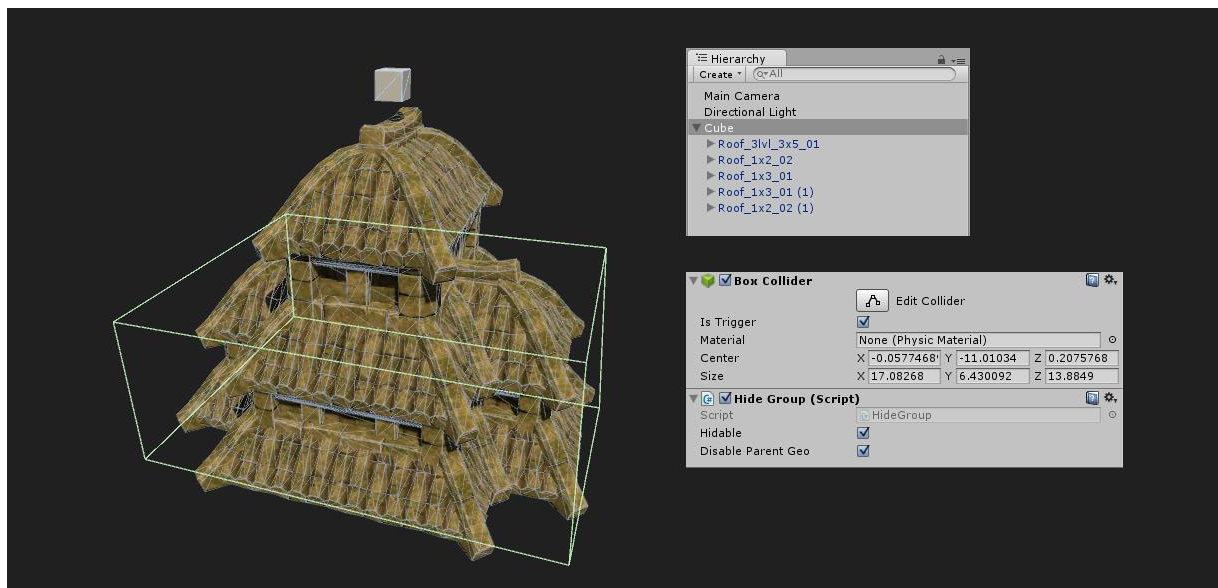 Hierarchy
Create All
Main Camera
Directional Light
Cube
Roof_3lvl_3x5_01
Roof_1x2_02
Roof_1x3_01
Roof_1x3_01 (1)
Roof_1x2_02 (1)
Box Collider
Edit Collider
Is Trigger
Material None (Physic Material)
Center X -0.0577468 Y -11.01034 Z 0.2075768
Size X 17.08268 Y 6.430092 Z 13.8849
Hide Group (Script)
Script HideGroup
Hidable
Disable Parent Geo